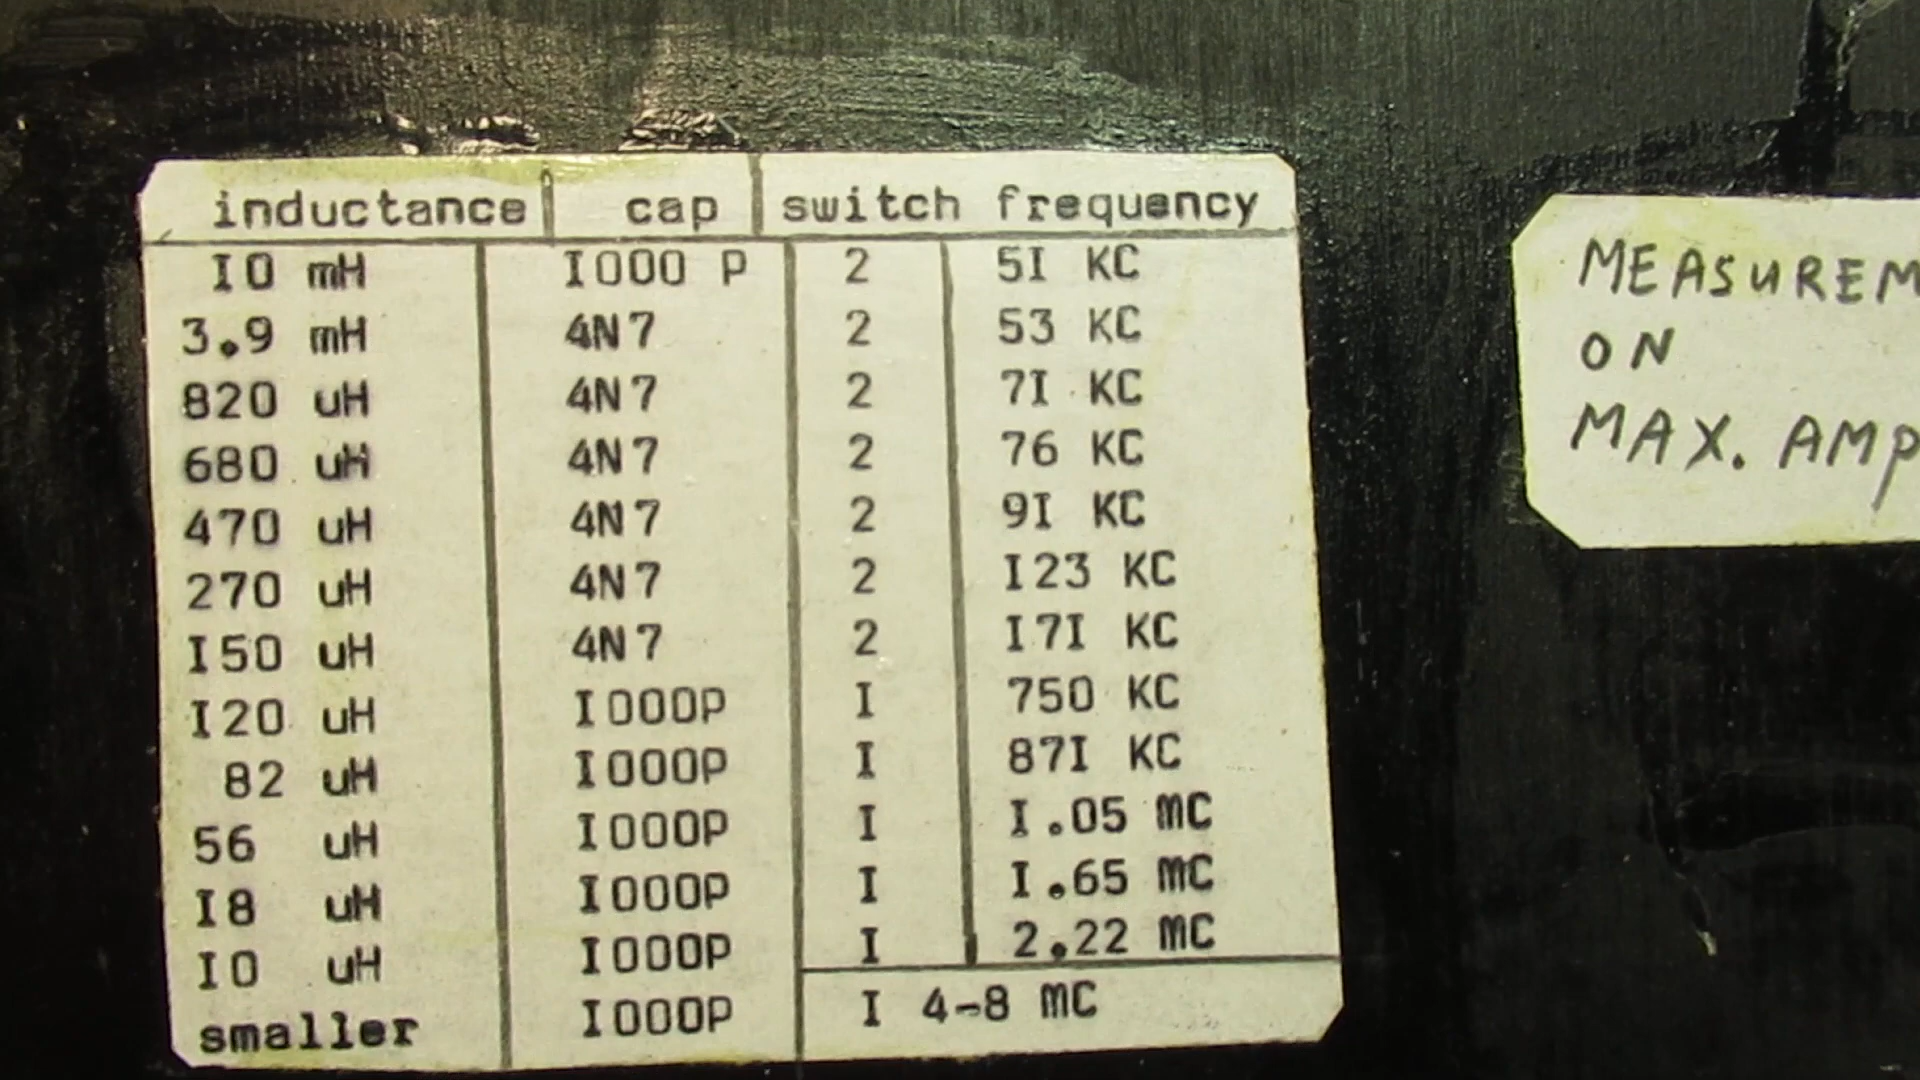 inductance cap switch frequency
I0 mH I000 P 2 5I KC
3.9 mH 4N7 2 53 KC
820 uH 4N7 2 7I KC
680 uH 4N7 2 76 KC
470 uH 4N7 2 9I KC
270 uH 4N7 2 I23 KC
I50 uH 4N7 2 I7I KC
I20 uH I000P I 750 KC
82 uH I000P I 87I KC
56 uH I000P I I.05 MC
I8 uH I000P I I.65 MC
I0 uH I000P I 2.22 MC
smaller I000P I 4-8 MC
MEASUREM
ON
MAX. AMP